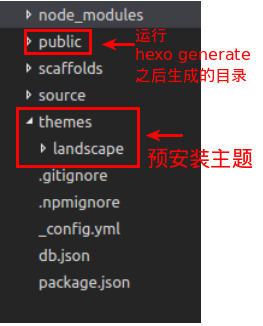 node_modules
public
运行
hexo generate
之后生成的目录
scaffolds
source
themes
landscape
预安装主题
.gitignore
.npmignore
_config.yml
db.json
package.json